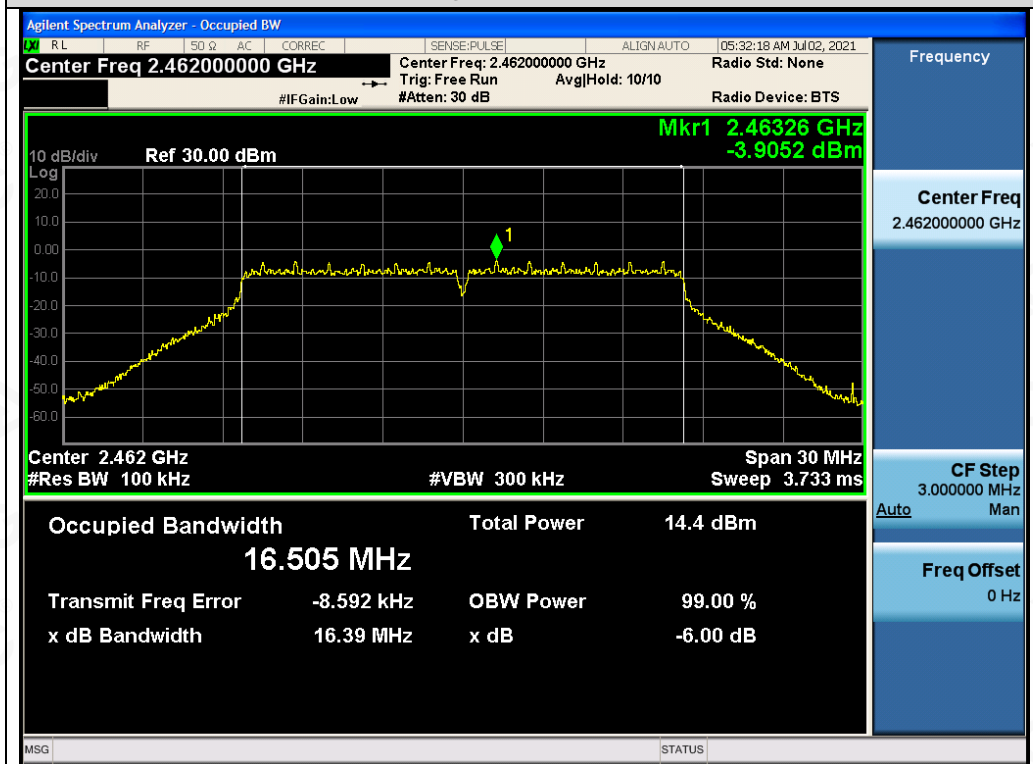 Agilent Spectrum Analyzer - Occupied BW
LXI RL RF 50 Ω AC CORREC SENSE:PULSE ALIGN AUTO 05:32:18 AM Jul 02, 2021
Center Freq 2.462000000 GHz Center Freq: 2.462000000 GHz Radio Std: None
Trig: Free Run Avg|Hold: 10/10
#IFGain:Low #Atten: 30 dB Radio Device: BTS
Mkr1 2.46326 GHz
10 dB/div Ref 30.00 dBm -3.9052 dBm
Log
20.0
10.0
0.00
-10.0
-20.0
-30.0
-40.0
-50.0
-60.0
1
Center 2.462 GHz Span 30 MHz
#Res BW 100 kHz #VBW 300 kHz Sweep 3.733 ms
Occupied Bandwidth Total Power 14.4 dBm
16.505 MHz
Transmit Freq Error -8.592 kHz OBW Power 99.00 %
x dB Bandwidth 16.39 MHz x dB -6.00 dB
MSG STATUS
Frequency
Center Freq
2.462000000 GHz
CF Step
3.000000 MHz
Auto Man
Freq Offset
0 Hz